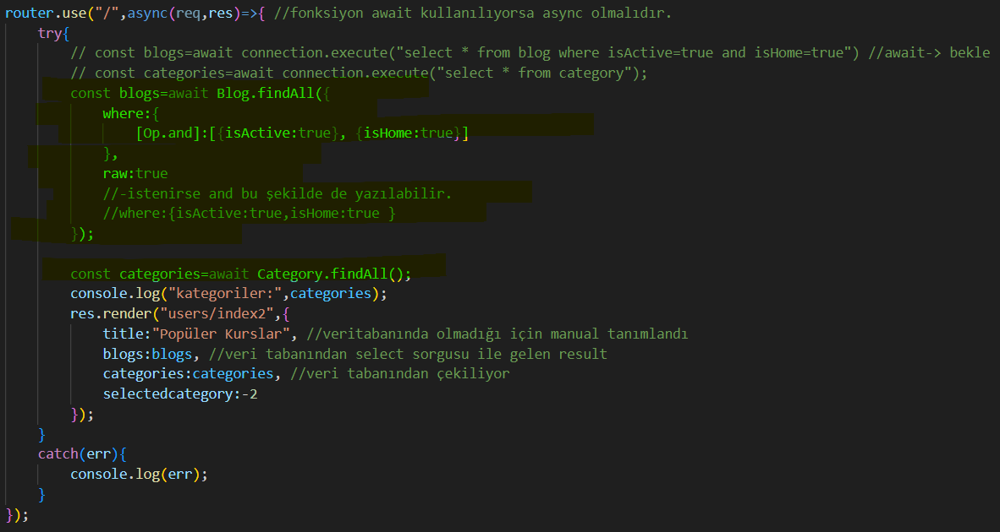 router.use("/",async(req,res)=>{ //fonksiyon await kullanılıyorsa async olmalıdır.
try{
// const blogs=await connection.execute("select * from blog where isActive=true and isHome=true") //await-> bekle
// const categories=await connection.execute("select * from category");
const blogs=await Blog.findAll({
where:{
[Op.and]:[{isActive:true}, {isHome:true}]
},
raw:true
//-istenirse and bu şekilde de yazılabilir.
//where:{isActive:true,isHome:true }
});
const categories=await Category.findAll();
console.log("kategoriler:",categories);
res.render("users/index2",{
title:"Popüler Kurslar", //veritabanında olmadığı için manual tanımlandı
blogs:blogs, //veri tabanından select sorgusu ile gelen result
categories:categories, //veri tabanından çekiliyor
selectedcategory:-2
});
}
catch(err){
console.log(err);
}
});